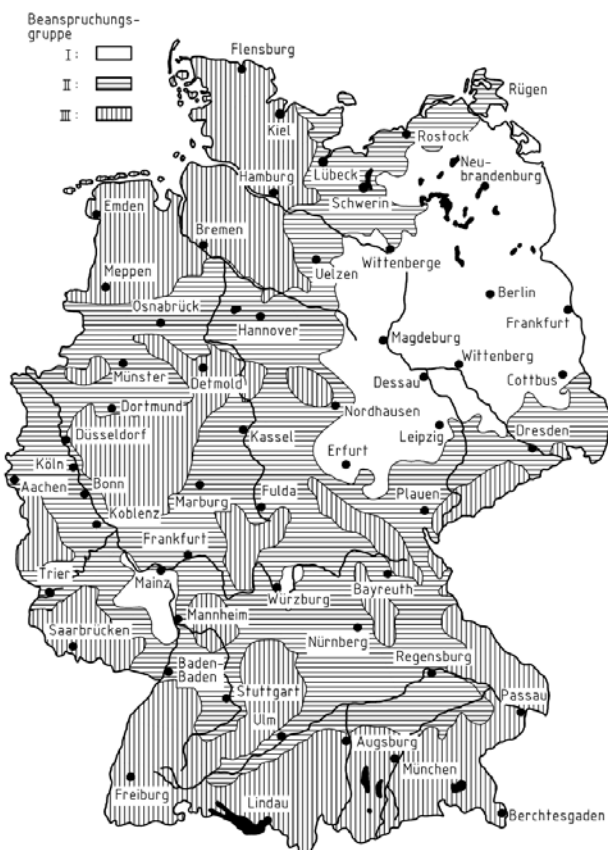 Beanspruchungs-
gruppe
I:
II:
III:
Flensburg
Rügen
Kiel
Rostock
Neu-
brandenburg
Lübeck
Hamburg
Schwerin
Emden
Bremen
Uelzen
Wittenberge
Meppen
Berlin
Osnabrück
Hannover
Frankfurt
Magdeburg
Wittenberg
Münster
Detmold
Dessau
Cottbus
Dortmund
Nordhausen
Leipzig
Düsseldorf
Kassel
Dresden
Köln
Erfurt
Aachen
Bonn
Marburg
Fulda
Plauen
Koblenz
Frankfurt
Trier
Mainz
Würzburg
Bayreuth
Mannheim
Saarbrücken
Nürnberg
Baden-
Baden
Regensburg
Stuttgart
Passau
Ulm
Augsburg
München
Freiburg
Lindau
Berchtesgaden